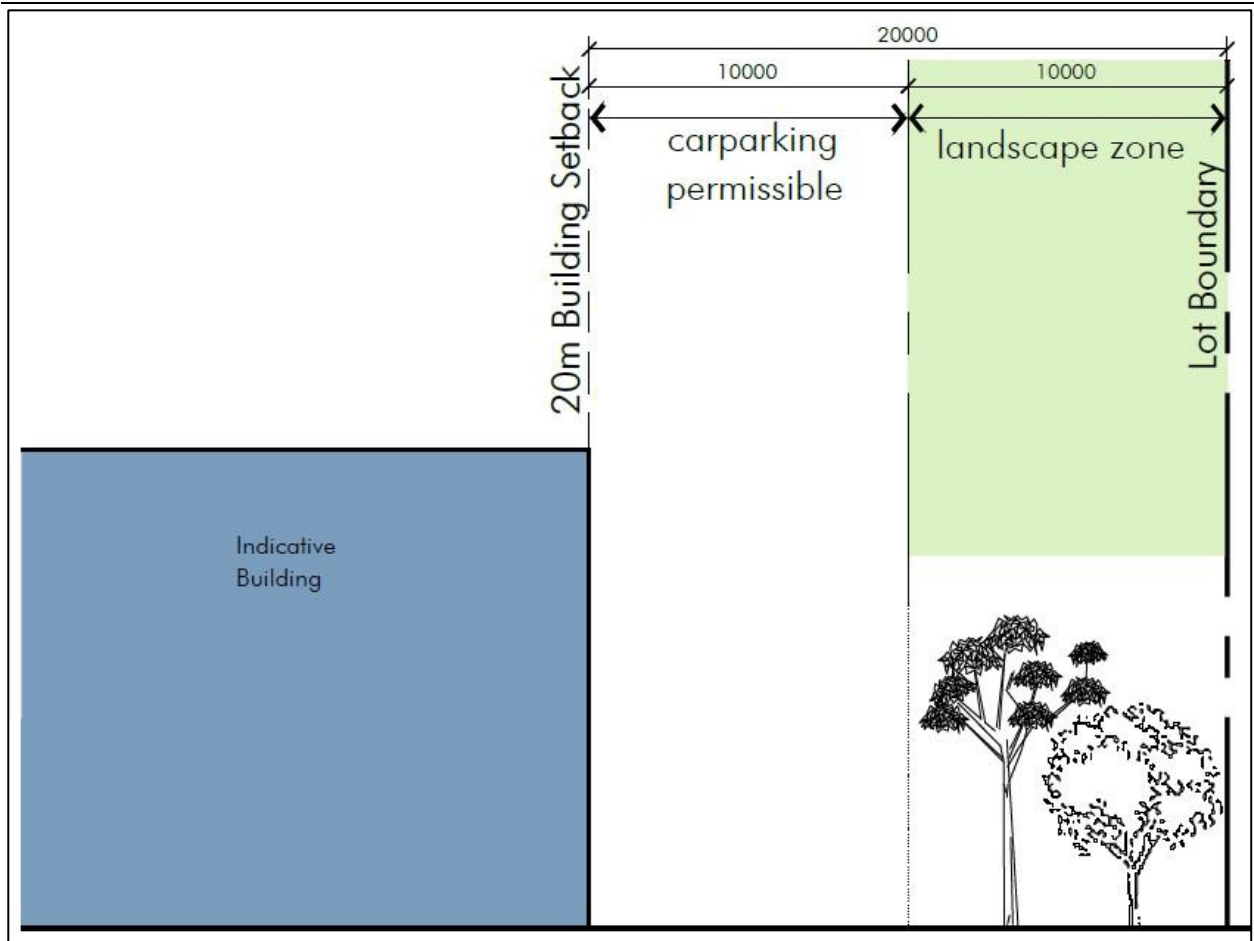 20000
10000
10000
20m Building Setback
carparking
permissible
landscape zone
Lot Boundary
Indicative
Building